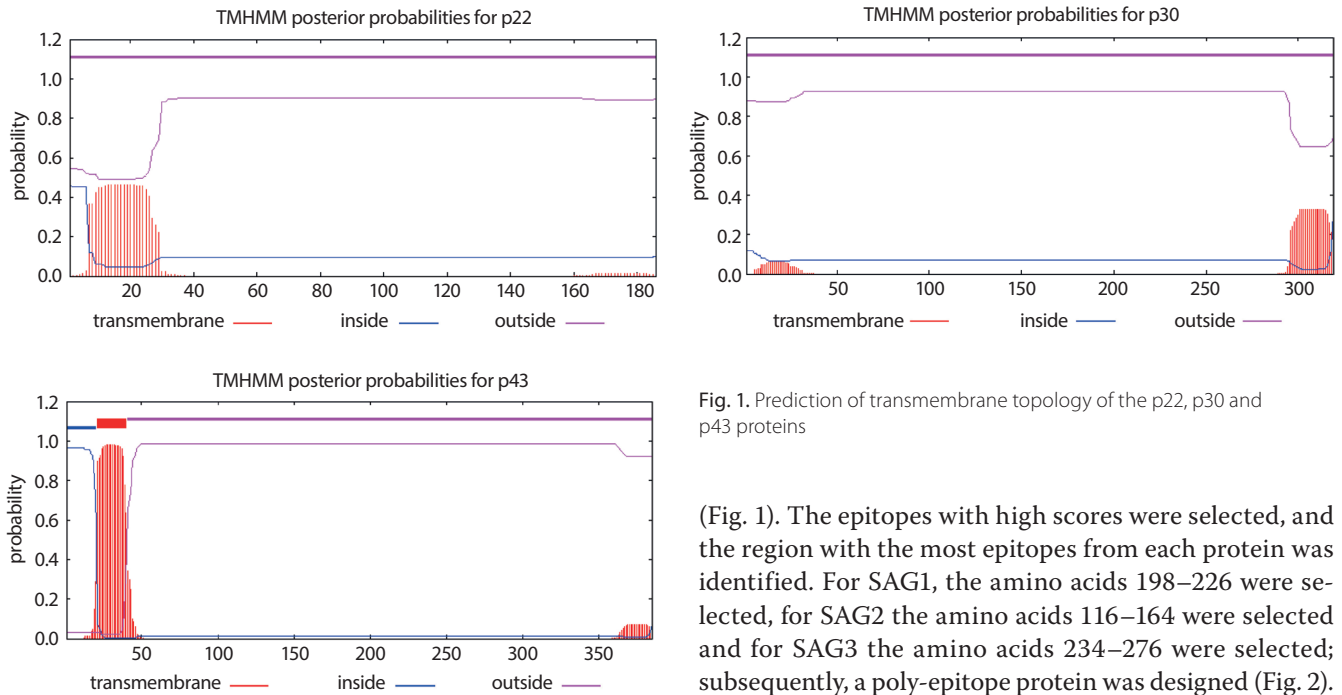 TMHMM posterior probabilities for p22
1.2
1.0
0.8
0.6
0.4
0.2
0.0
probability
20 40 60 80 100 120 140 160 180
transmembrane inside outside
TMHMM posterior probabilities for p30
1.2
1.0
0.8
0.6
0.4
0.2
0.0
probability
50 100 150 200 250 300
transmembrane inside outside
TMHMM posterior probabilities for p43
1.2
1.0
0.8
0.6
0.4
0.2
0.0
probability
50 100 150 200 250 300 350
transmembrane inside outside
Fig. 1. Prediction of transmembrane topology of the p22, p30 and
p43 proteins
(Fig. 1). The epitopes with high scores were selected, and
the region with the most epitopes from each protein was
identified. For SAG1, the amino acids 198–226 were se-
lected, for SAG2 the amino acids 116–164 were selected
and for SAG3 the amino acids 234–276 were selected;
subsequently, a poly-epitope protein was designed (Fig. 2).